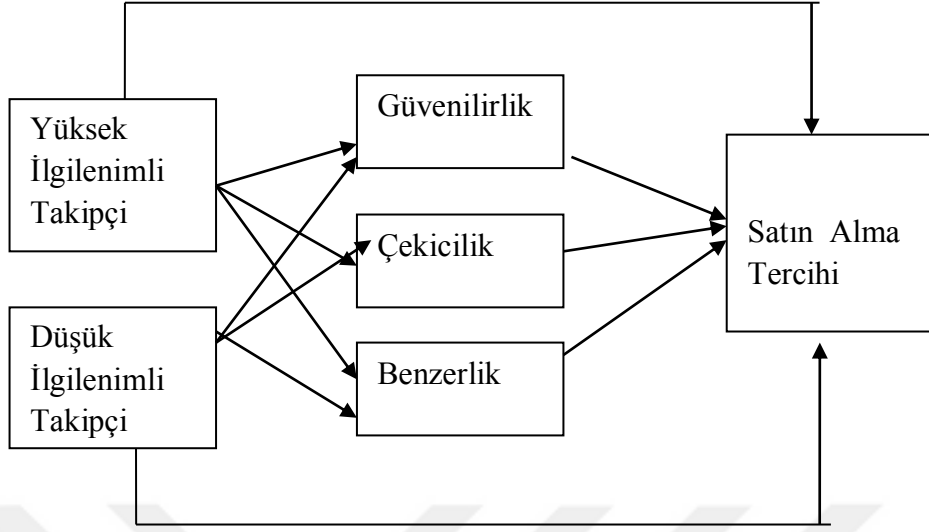 Yüksek
İlgilenimli
Takipçi
Düşük
İlgilenimli
Takipçi
Güvenilirlik
Çekicilik
Benzerlik
Satın Alma
Tercihi